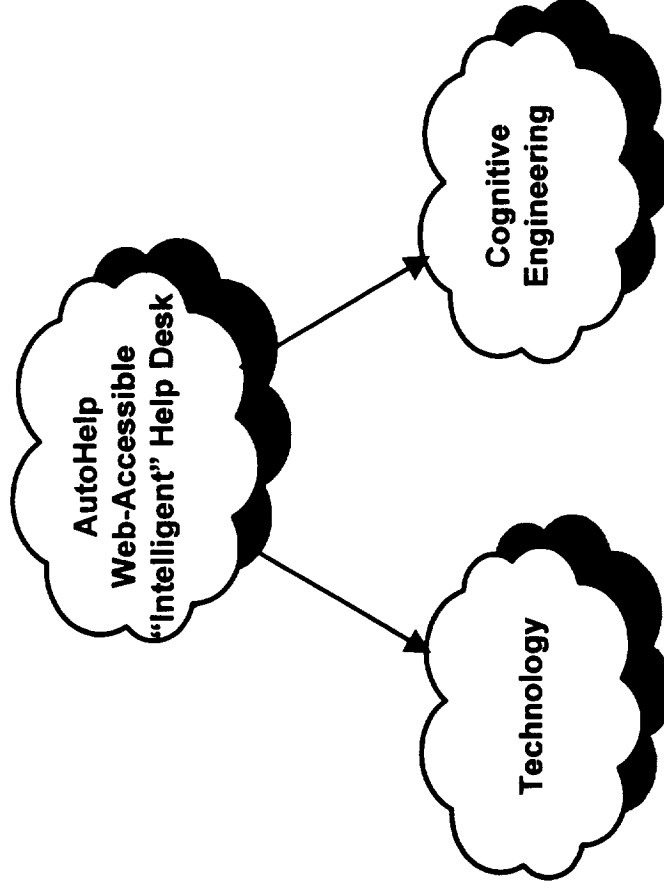 AutoHelp
Web-Accessible
“Intelligent” Help Desk
Technology
Cognitive
Engineering